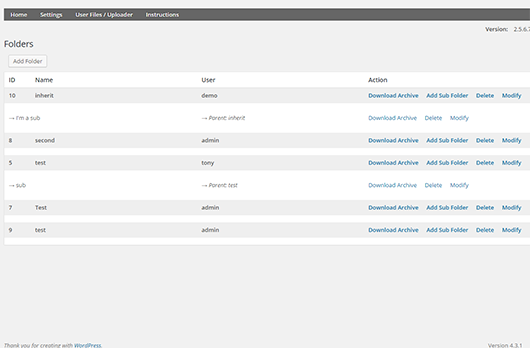 Home Settings User Files / Uploader Instructions
Version: 2.5.6.
Folders
Add Folder
ID Name User Action
10 inherit demo Download Archive Add Sub Folder Delete Modify
→ I'm a sub → Parent: inherit Download Archive Delete Modify
8 second admin Download Archive Add Sub Folder Delete Modify
5 test tony Download Archive Add Sub Folder Delete Modify
→ sub → Parent: test Download Archive Delete Modify
7 Test admin Download Archive Add Sub Folder Delete Modify
9 test admin Download Archive Add Sub Folder Delete Modify
Thank you for creating with WordPress. Version 4.3.1